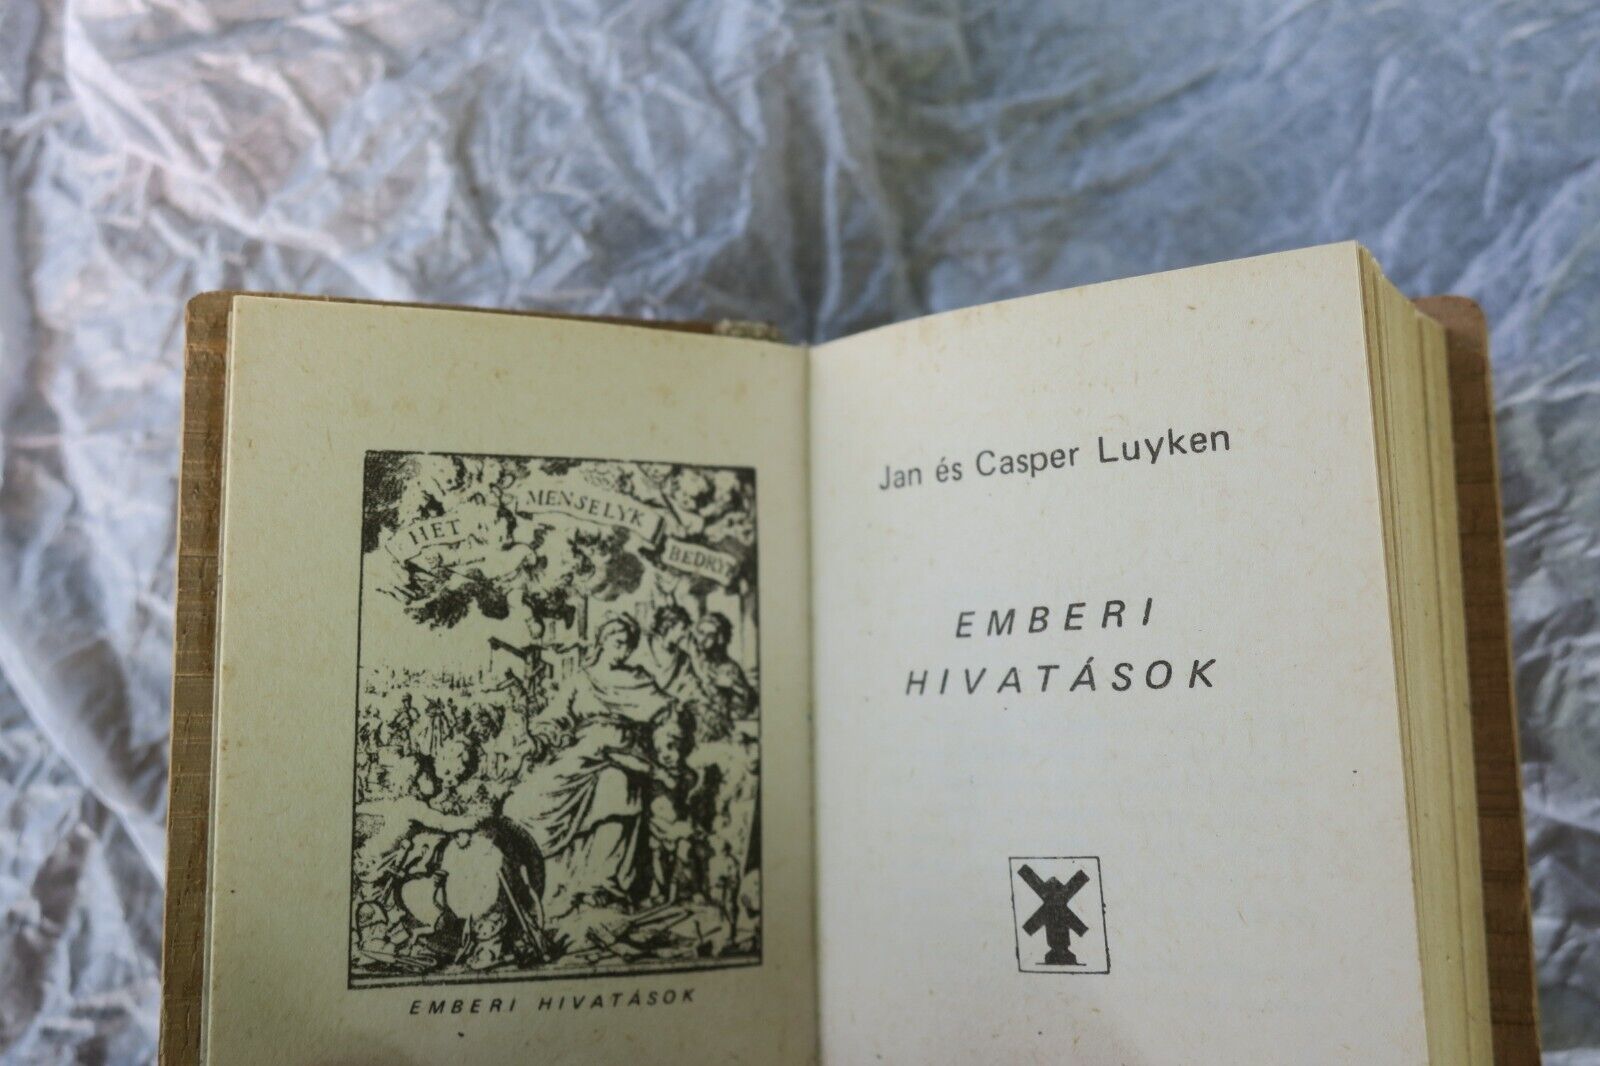 HET
MENSELYK
BEDRYF
EMBERI HIVATÁSOK
Jan és Casper Luyken
EMBERI
HIVATÁSOK